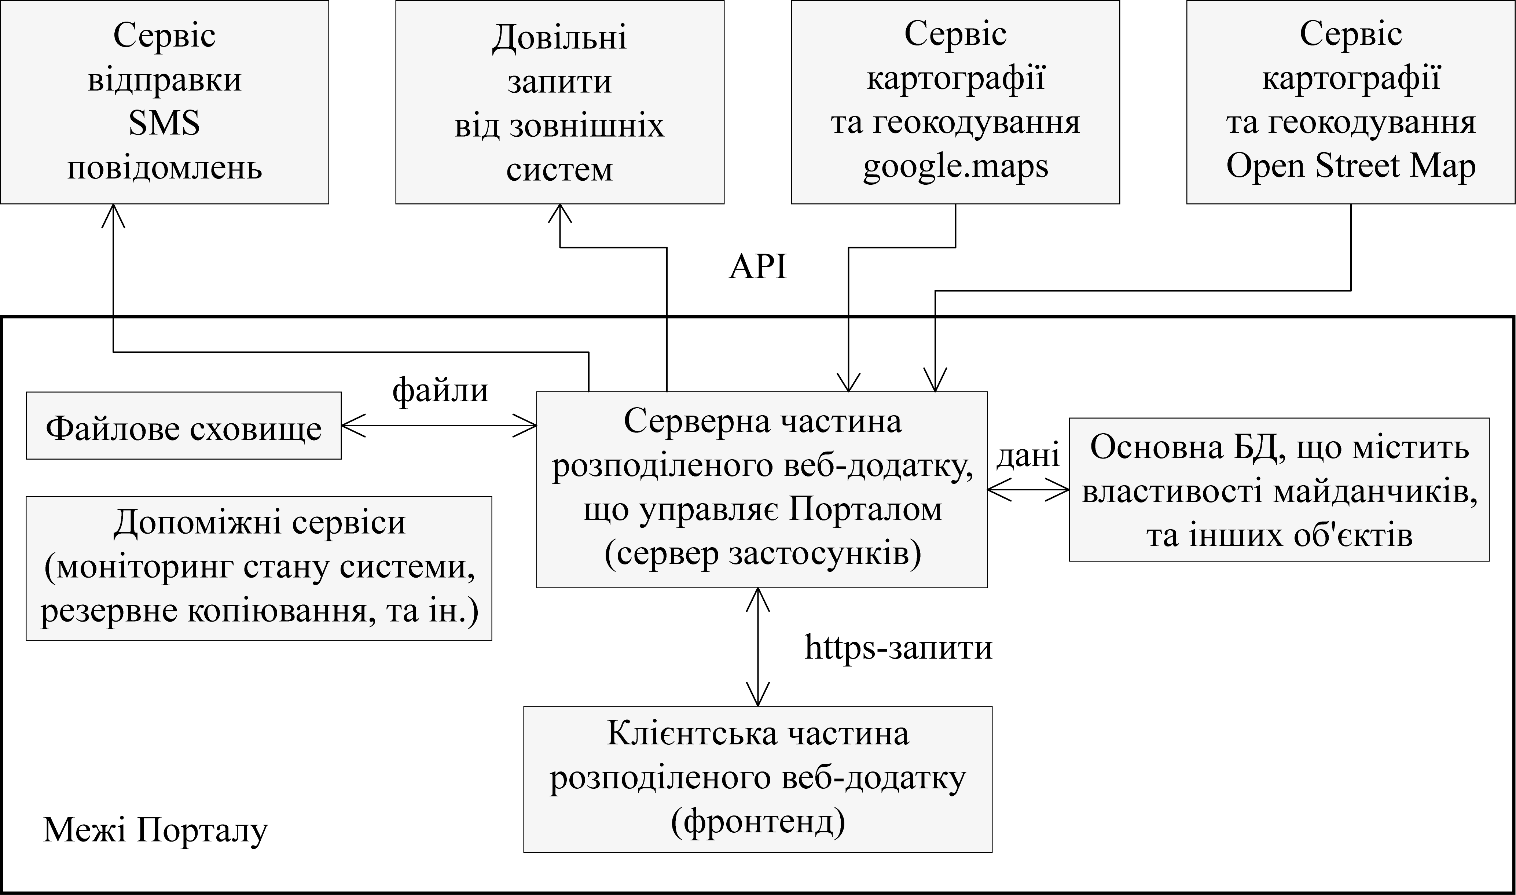 Сервіс
відправки
SMS
повідомлень
Довільні
запити
від зовнішніх
систем
Сервіс
картографії
та геокодування
google.maps
Сервіс
картографії
та геокодування
Open Street Map
API
файли
Файлове сховище
Серверна частина
розподіленого веб-додатку,
що управляє Порталом
(сервер застосунків)
дані
Основна БД, що містить
властивості майданчиків,
та інших об'єктів
Допоміжні сервіси
(моніторинг стану системи,
резервне копіювання, та ін.)
https-запити
Клієнтська частина
розподіленого веб-додатку
(фронтенд)
Межі Порталу